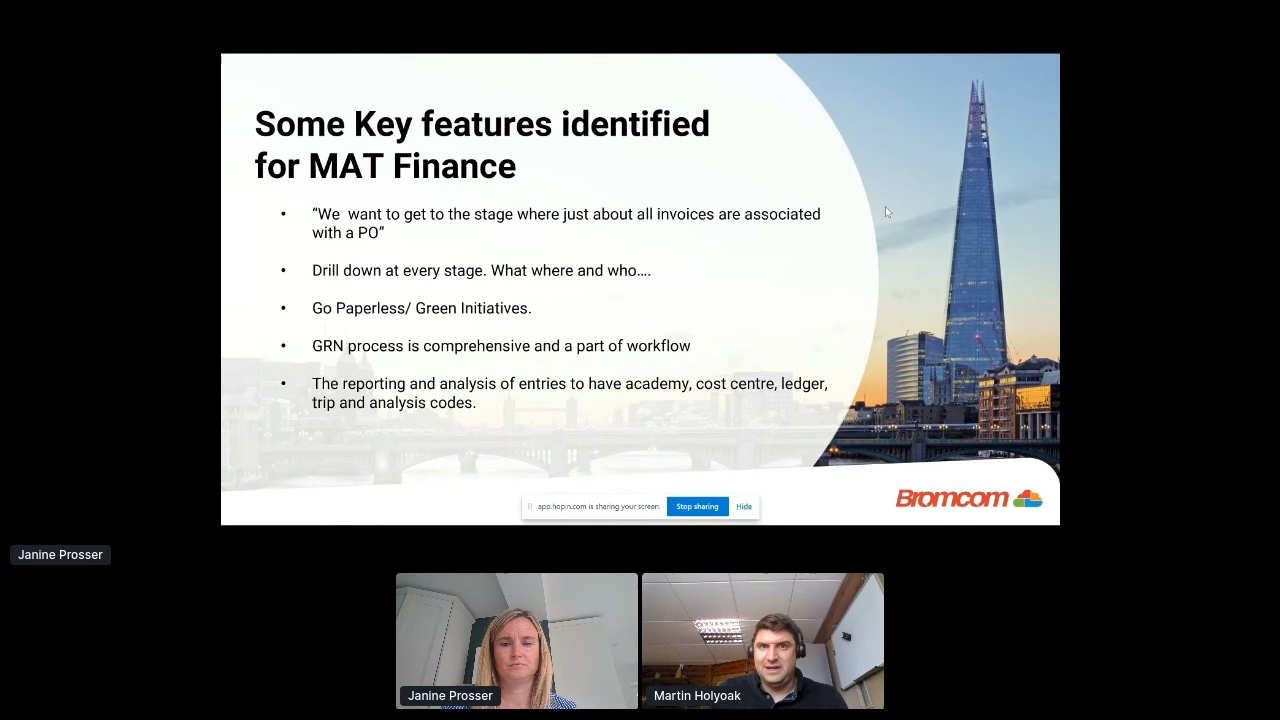 Some Key features identified
for MAT Finance
• “We  want to get to the stage where just about all invoices are associated
with a PO”
• Drill down at every stage. What where and who....
• Go Paperless/ Green Initiatives.
• GRN process is comprehensive and a part of workflow
• The reporting and analysis of entries to have academy, cost centre, ledger,
trip and analysis codes.
Bromcom
app.hopin.com is sharing your screen.
Stop sharing
Hide
Janine Prosser
Janine Prosser
Martin Holyoak